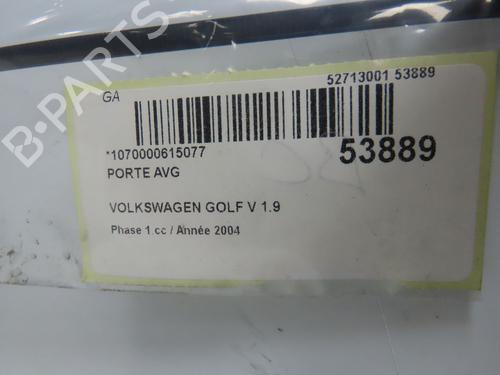 GA
52713001 53889
*1070000615077
53889
PORTE AVG
VOLKSWAGEN GOLF V 1.9
Phase 1.cc / Année 2004
B-PARTS